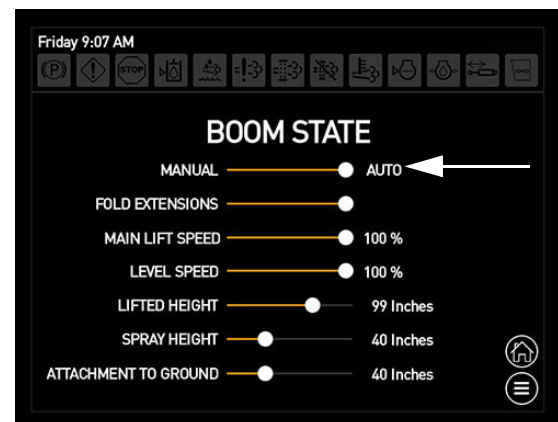 Friday 9:07 AM
(P) STOP
BOOM STATE
MANUAL AUTO
FOLD EXTENSIONS
MAIN LIFT SPEED 100 %
LEVEL SPEED 100 %
LIFTED HEIGHT 99 Inches
SPRAY HEIGHT 40 Inches
ATTACHMENT TO GROUND 40 Inches